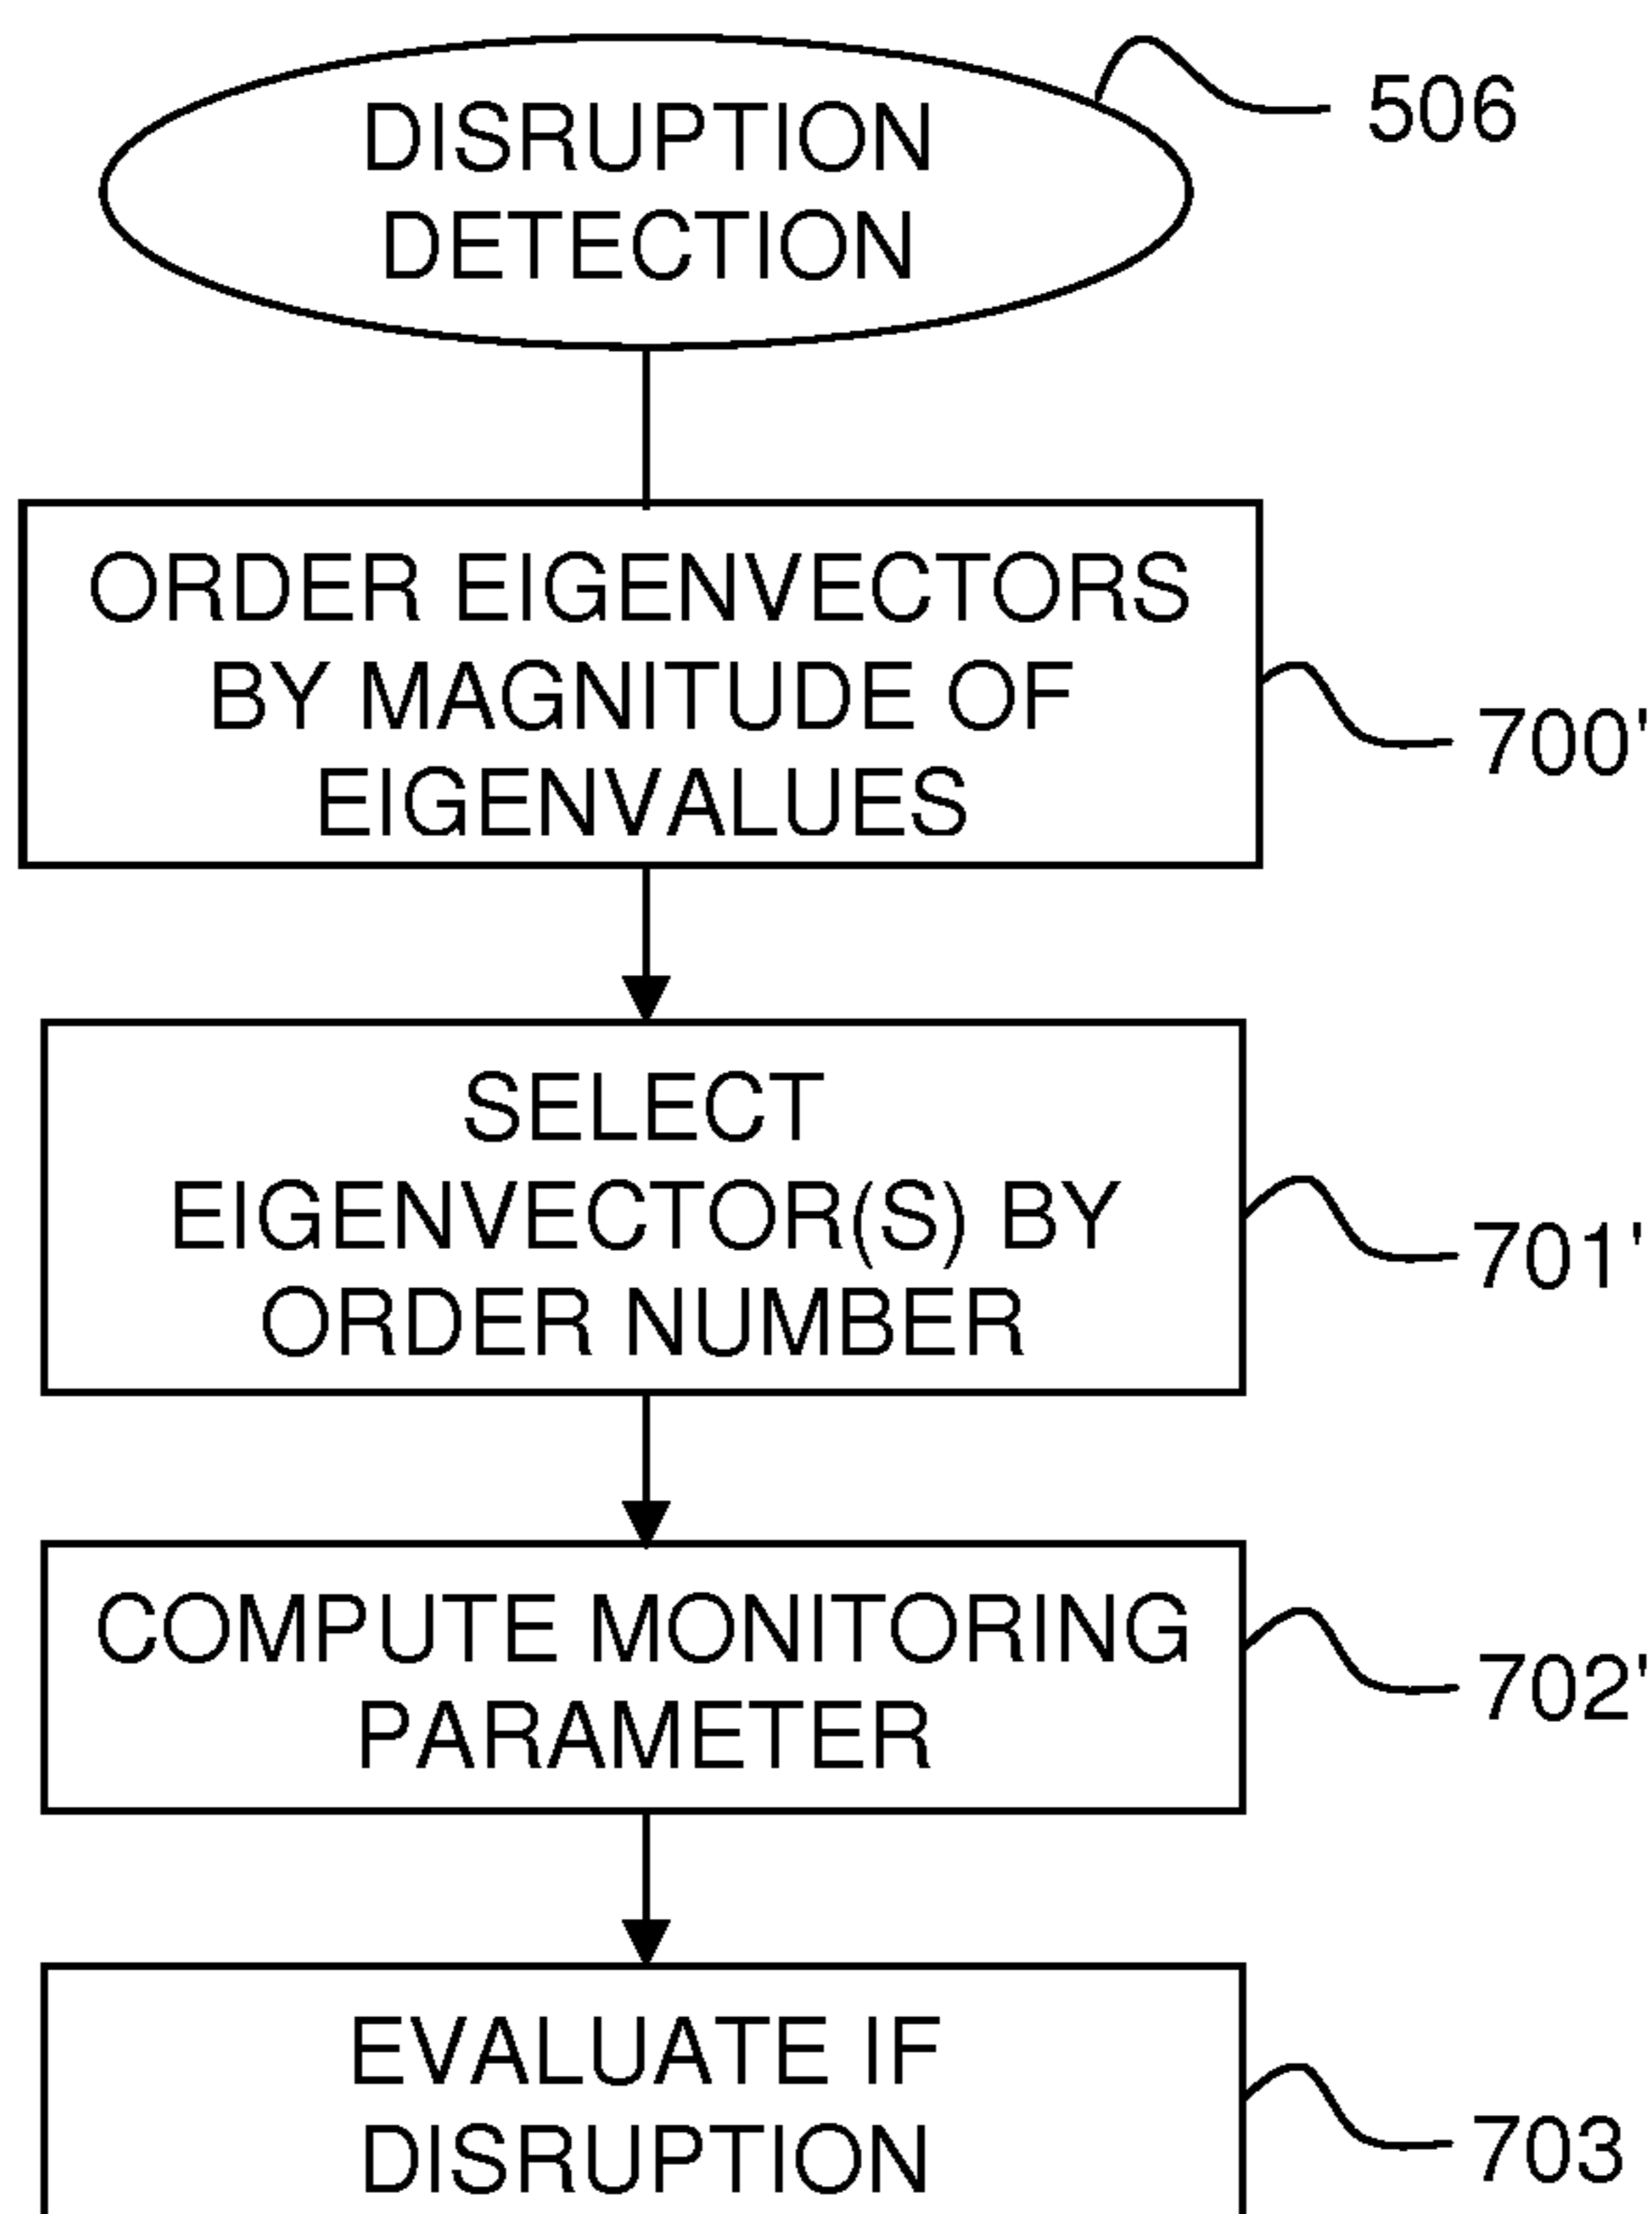 DISRUPTION
DETECTION
506
ORDER EIGENVECTORS
BY MAGNITUDE OF
EIGENVALUES
700'
SELECT
EIGENVECTOR(S) BY
ORDER NUMBER
701'
COMPUTE MONITORING
PARAMETER
702'
EVALUATE IF
DISRUPTION
703